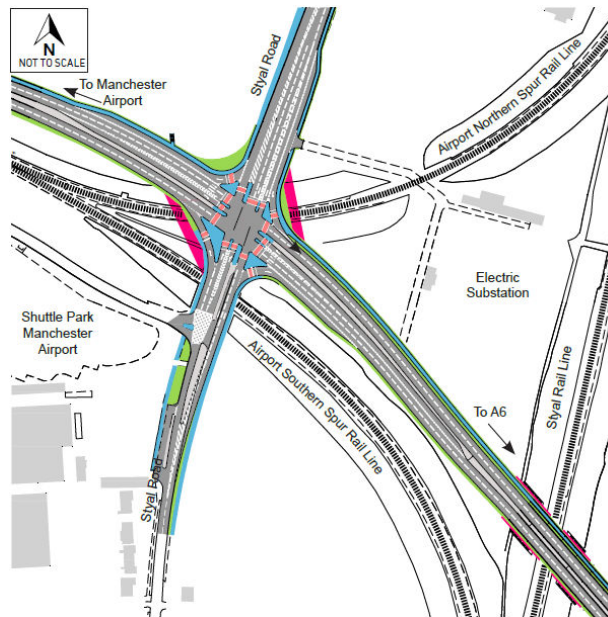 N
NOT TO SCALE
To Manchester
Airport
Styal Road
Airport Northern Spur Rail Line
Electric
Substation
Shuttle Park
Manchester
Airport
Airport Southern Spur Rail Line
To A6
Styal Rail Line
Styal Road